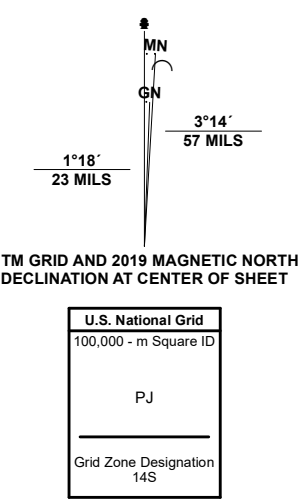 MN
GN
3°14´
57 MILS
1°18´
23 MILS
TM GRID AND 2019 MAGNETIC NORTH
DECLINATION AT CENTER OF SHEET
U.S. National Grid
100,000 - m Square ID
PJ
Grid Zone Designation
14S